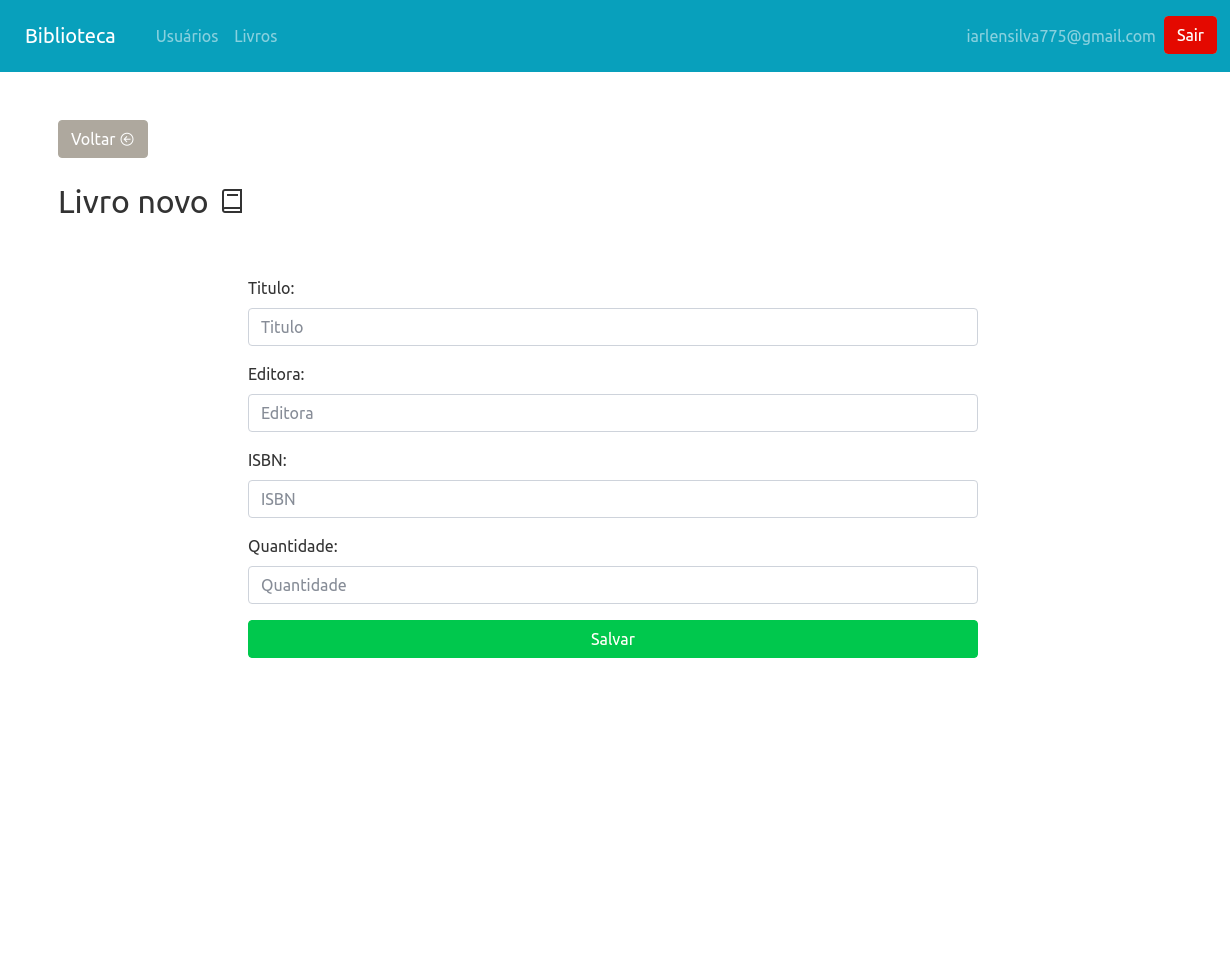 Biblioteca Usuários Livros iarlensilva775@gmail.com Sair
Voltar
Livro novo
Titulo:
Titulo
Editora:
Editora
ISBN:
ISBN
Quantidade:
Quantidade
Salvar